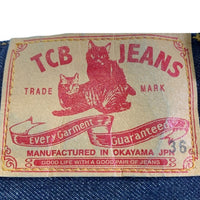 TCB JEANS
TRADE MARK
Every Garment Guaranteed
36
MANUFACTURED IN OKAYAMA JPN
GOOD LIFE WITH A GOOD PAIR OF JEANS